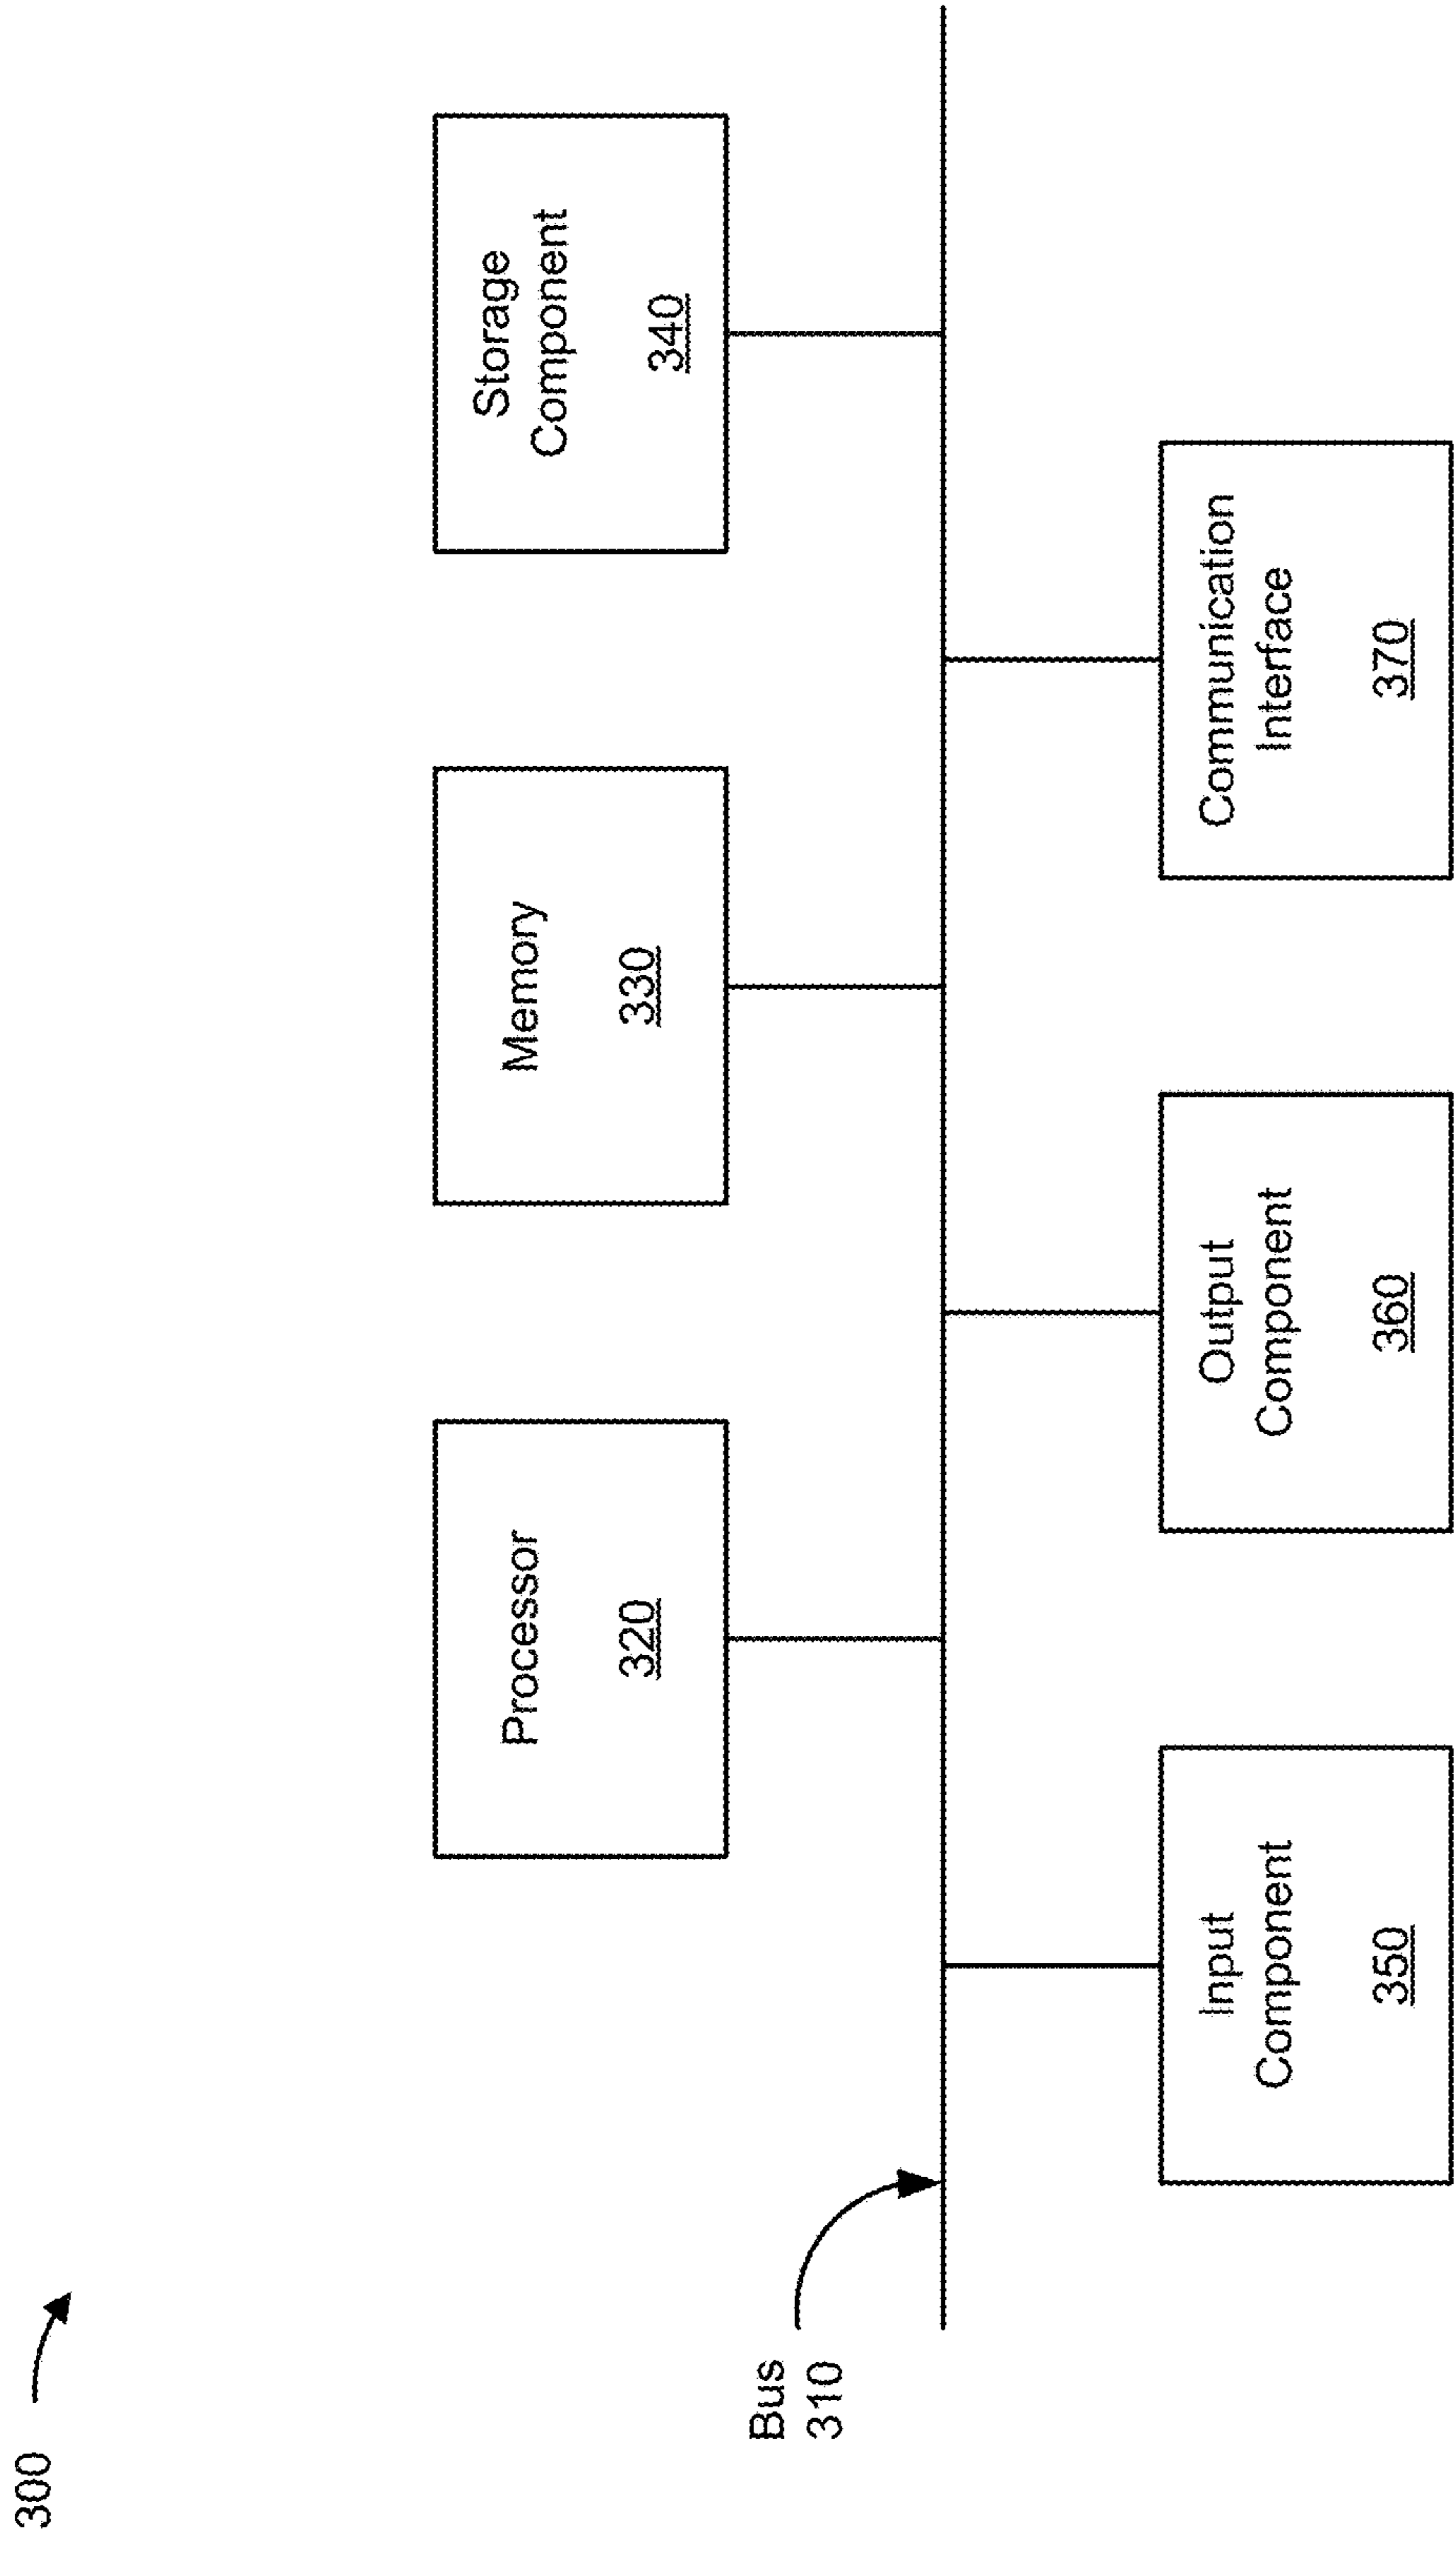 300
Processor
320
Memory
330
Storage
Component
340
Bus
310
Input
Component
350
Output
Component
360
Communication
Interface
370